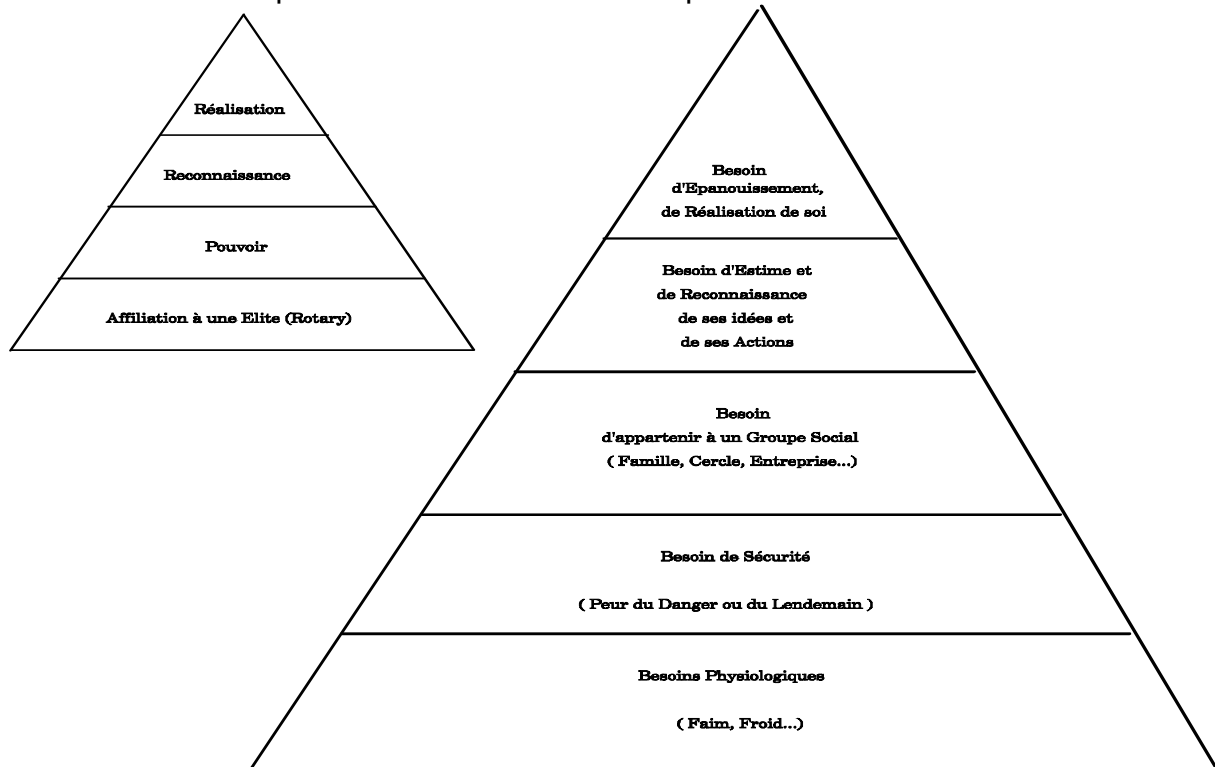 Réalisation
Reconnaissance
Pouvoir
Affiliation à une Elite (Rotary)
Besoin
d'Epanouissement,
de Réalisation de soi
Besoin d'Estime et
de Reconnaissance
de ses idées et
de ses Actions
Besoin
d'appartenir à un Groupe Social
( Famille, Cercle, Entreprise...)
Besoin de Sécurité
( Peur du Danger ou du Lendemain )
Besoins Physiologiques
( Faim, Froid...)